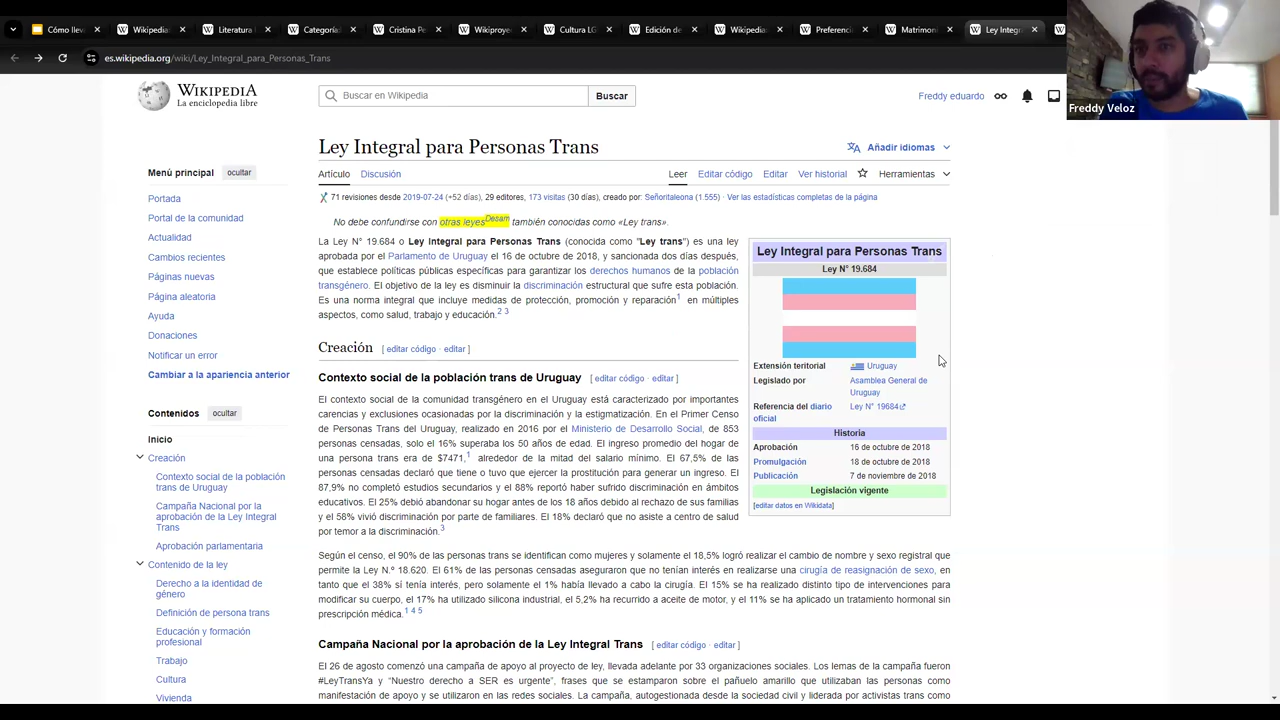 Cómo llev
Wikipedia
Literatura l
Categoría
Cristina Pe
Wikiproye
Cultura LG
Edición de
Wikipedia:
Preferenci
Matrimoni
Ley Integr
es.wikipedia.org/wiki/Ley_Integral_para_Personas_Trans
Freddy Veloz
WIKIPEDIA
La enciclopedia libre
Buscar en Wikipedia
Buscar
Freddy eduardo
Menú principal
ocultar
Portada
Portal de la comunidad
Actualidad
Cambios recientes
Páginas nuevas
Página aleatoria
Ayuda
Donaciones
Notificar un error
Cambiar a la apariencia anterior
Contenidos
ocultar
Inicio
Creación
Contexto social de la población
trans de Uruguay
Campaña Nacional por la
aprobación de la Ley Integral
Trans
Aprobación parlamentaria
Contenido de la ley
Derecho a la identidad de
género
Definición de persona trans
Educación y formación
profesional
Trabajo
Cultura
Vivienda
Ley Integral para Personas Trans
Añadir idiomas
Artículo
Discusión
Leer
Editar código
Editar
Ver historial
Herramientas
71 revisiones desde 2019-07-24 (+52 días), 29 editores, 173 visitas (30 días), creado por: Señoritaleona (1.555) · Ver las estadísticas completas de la página
No debe confundirse con otras leyes Desam también conocidas como «Ley trans».
La Ley N° 19.684 o Ley Integral para Personas Trans (conocida como "Ley trans") es una ley
aprobada por el Parlamento de Uruguay el 16 de octubre de 2018, y sancionada dos días después,
que establece políticas públicas específicas para garantizar los derechos humanos de la población
transgénero. El objetivo de la ley es disminuir la discriminación estructural que sufre esta población.
Es una norma integral que incluye medidas de protección, promoción y reparación1 en múltiples
aspectos, como salud, trabajo y educación.2 3
Creación [ editar código · editar ]
Contexto social de la población trans de Uruguay [ editar código · editar ]
El contexto social de la comunidad transgénero en el Uruguay está caracterizado por importantes
carencias y exclusiones ocasionadas por la discriminación y la estigmatización. En el Primer Censo
de Personas Trans del Uruguay, realizado en 2016 por el Ministerio de Desarrollo Social, de 853
personas censadas, solo el 16% superaba los 50 años de edad. El ingreso promedio del hogar de
una persona trans era de $7471,1 alrededor de la mitad del salario mínimo. El 67,5% de las
personas censadas declaró que tiene o tuvo que ejercer la prostitución para generar un ingreso. El
87,9% no completó estudios secundarios y el 88% reportó haber sufrido discriminación en ámbitos
educativos. El 25% debió abandonar su hogar antes de los 18 años debido al rechazo de sus familias
y el 58% vivió discriminación por parte de familiares. El 18% declaró que no asiste a centro de salud
por temor a la discriminación.3
Según el censo, el 90% de las personas trans se identifican como mujeres y solamente el 18,5% logró realizar el cambio de nombre y sexo registral que
permite la Ley N.º 18.620. El 61% de las personas censadas aseguraron que no tenían interés en realizarse una cirugía de reasignación de sexo, en
tanto que el 38% sí tenía interés, pero solamente el 1% había llevado a cabo la cirugía. El 15% se ha realizado distinto tipo de intervenciones para
modificar su cuerpo, el 17% ha utilizado silicona industrial, el 5,2% ha recurrido a aceite de motor, y el 11% se ha aplicado un tratamiento hormonal sin
prescripción médica.1 4 5
Campaña Nacional por la aprobación de la Ley Integral Trans [ editar código · editar ]
El 26 de agosto comenzó una campaña de apoyo al proyecto de ley, llevada adelante por 33 organizaciones sociales. Los lemas de la campaña fueron
#LeyTransYa y "Nuestro derecho a SER es urgente", frases que se estamparon sobre el pañuelo amarillo que utilizaban las personas como
manifestación de apoyo y se utilizaron en las redes sociales. La campaña, autogestionada desde la sociedad civil y liderada por activistas trans como
Ley Integral para Personas Trans
Ley N° 19.684
Extensión teritorial Uruguay
Legislado por Asamblea General de
Uruguay
Referencia del diario Ley N° 19684
oficial
Historia
Aprobación 16 de octubre de 2018
Promulgación 18 de octubre de 2018
Publicación 7 de noviembre de 2018
Legislación vigente
[editar datos en Wikidata]